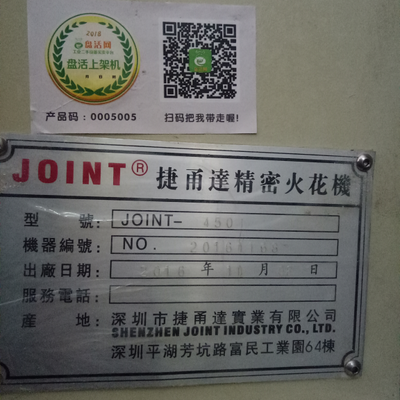 2018
盘活网
盘活上架机
产品码：0005005
扫码把我带走喔!
JOINT® 捷甬達精密火花機
型 號： JOINT-
機器編號： NO.
出廠日期： 2016 年 月 日
服務電話：
產 地： 深圳市捷甬達實業有限公司
SHENZHEN JOINT INDUSTRY CO., LTD.
深圳平湖芳坑路富民工業園64棟